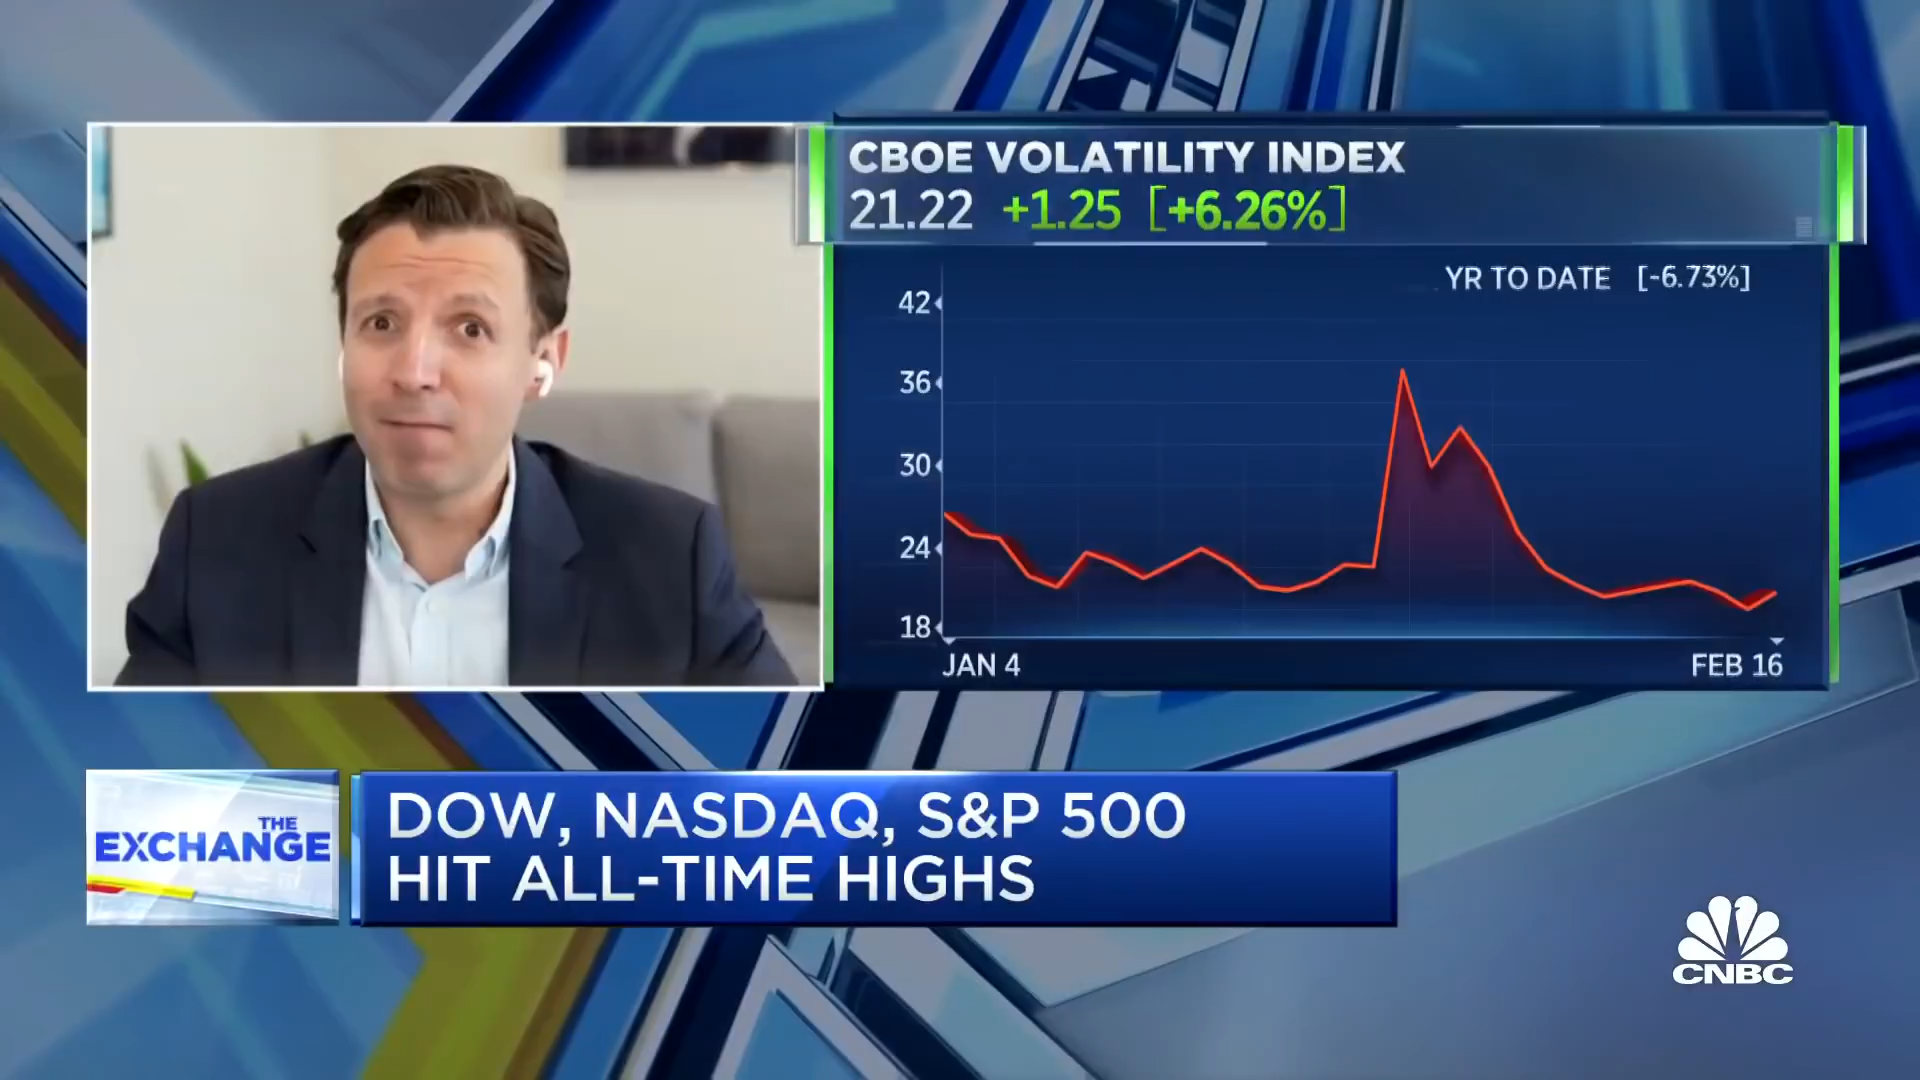 CBOE VOLATILITY INDEX
21.22 +1.25 [+6.26%]
YR TO DATE [-6.73%]
42
36
30
24
18
JAN 4 FEB 16
THE
EXCHANGE
DOW, NASDAQ, S&P 500
HIT ALL-TIME HIGHS
CNBC